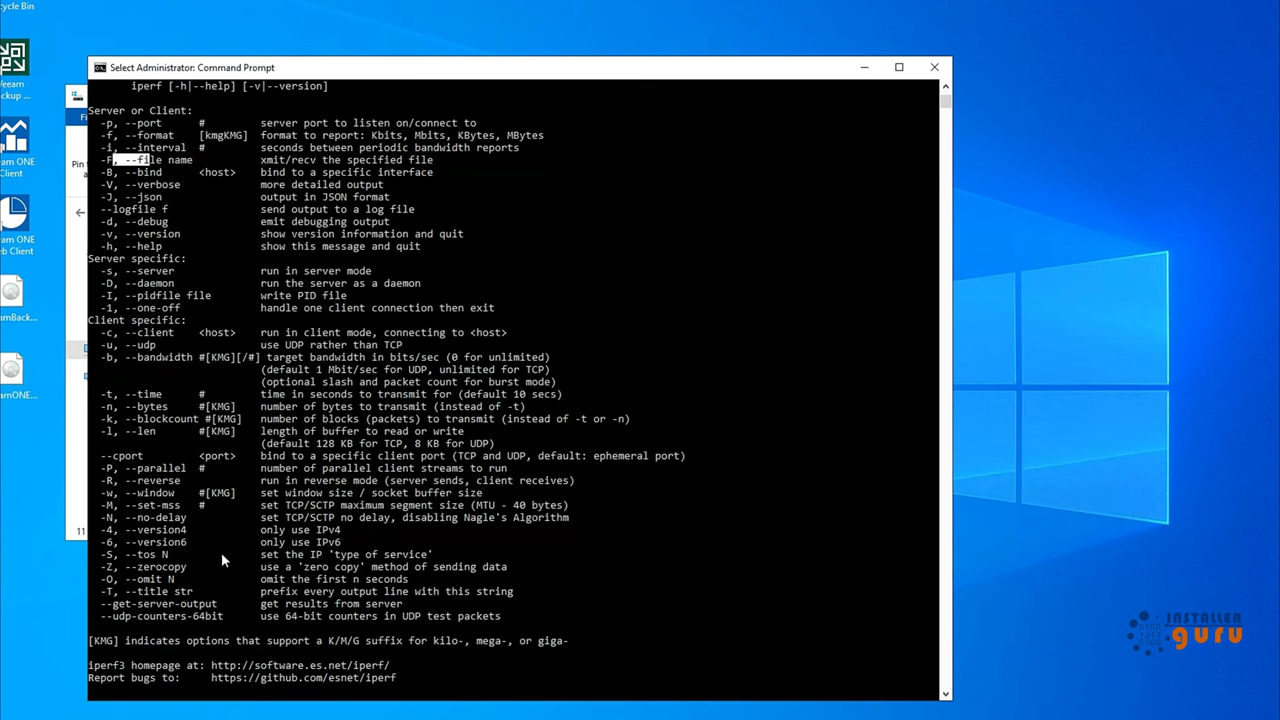 cycle Bin
Veeam
Backup ...
eam ONE
Client
eam ONE
eb Client
eamBack...
eamONE...
Pin
11
Select Administrator: Command Prompt
iperf [-h|--help] [-v|--version]
Server or Client:
-p, --port # server port to listen on/connect to
-f, --format [kmgKMG] format to report: Kbits, Mbits, KBytes, MBytes
-i, --interval # seconds between periodic bandwidth reports
-F, --file name xmit/recv the specified file
-B, --bind <host> bind to a specific interface
-V, --verbose more detailed output
-J, --json output in JSON format
--logfile f send output to a log file
-d, --debug emit debugging output
-v, --version show version information and quit
-h, --help show this message and quit
Server specific:
-s, --server run in server mode
-D, --daemon run the server as a daemon
-I, --pidfile file write PID file
-1, --one-off handle one client connection then exit
Client specific:
-c, --client <host> run in client mode, connecting to <host>
-u, --udp use UDP rather than TCP
-b, --bandwidth #[KMG][/#] target bandwidth in bits/sec (0 for unlimited)
(default 1 Mbit/sec for UDP, unlimited for TCP)
(optional slash and packet count for burst mode)
-t, --time # time in seconds to transmit for (default 10 secs)
-n, --bytes #[KMG] number of bytes to transmit (instead of -t)
-k, --blockcount #[KMG] number of blocks (packets) to transmit (instead of -t or -n)
-l, --len #[KMG] length of buffer to read or write
(default 128 KB for TCP, 8 KB for UDP)
--cport <port> bind to a specific client port (TCP and UDP, default: ephemeral port)
-P, --parallel # number of parallel client streams to run
-R, --reverse run in reverse mode (server sends, client receives)
-w, --window #[KMG] set window size / socket buffer size
-M, --set-mss # set TCP/SCTP maximum segment size (MTU - 40 bytes)
-N, --no-delay set TCP/SCTP no delay, disabling Nagle's Algorithm
-4, --version4 only use IPv4
-6, --version6 only use IPv6
-S, --tos N set the IP 'type of service'
-Z, --zerocopy use a 'zero copy' method of sending data
-O, --omit N omit the first n seconds
-T, --title str prefix every output line with this string
--get-server-output get results from server
--udp-counters-64bit use 64-bit counters in UDP test packets
[KMG] indicates options that support a K/M/G suffix for kilo-, mega-, or giga-
iperf3 homepage at: http://software.es.net/iperf/
Report bugs to: https://github.com/esnet/iperf
INSTALLER
guru